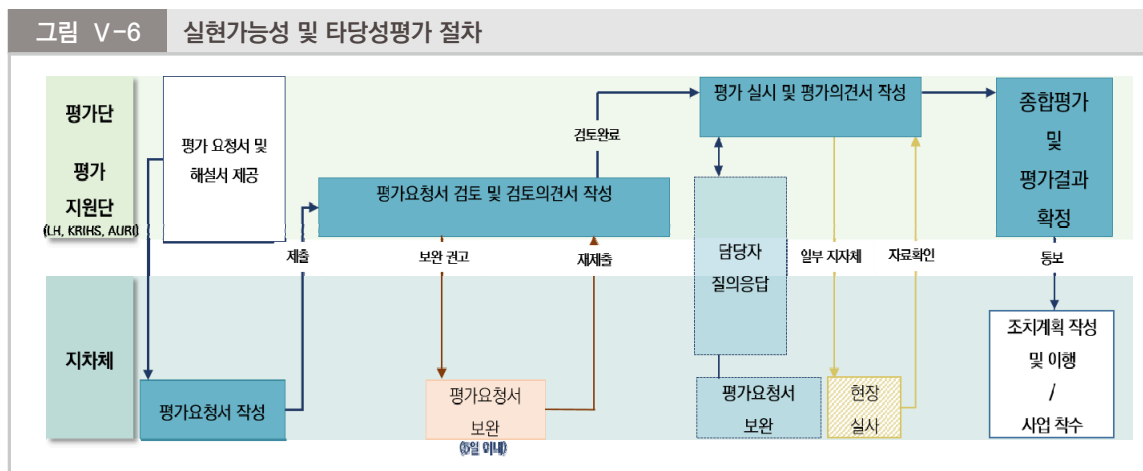 그림 Ⅴ-6 실현가능성 및 타당성평가 절차
평가단
평가
지원단
(LH, KRIHS, AURI)
평가 요청서 및
해설서 제공
평가요청서 검토 및 검토의견서 작성
검토완료
평가 실시 및 평가의견서 작성
종합평가
및
평가결과
확정
제출
보완 권고
재제출
담당자
질의응답
일부 지자체
자료확인
통보
지차체
평가요청서 작성
평가요청서
보완
(5일 이내)
평가요청서
보완
현장
실사
조치계획 작성
및 이행
/
사업 착수